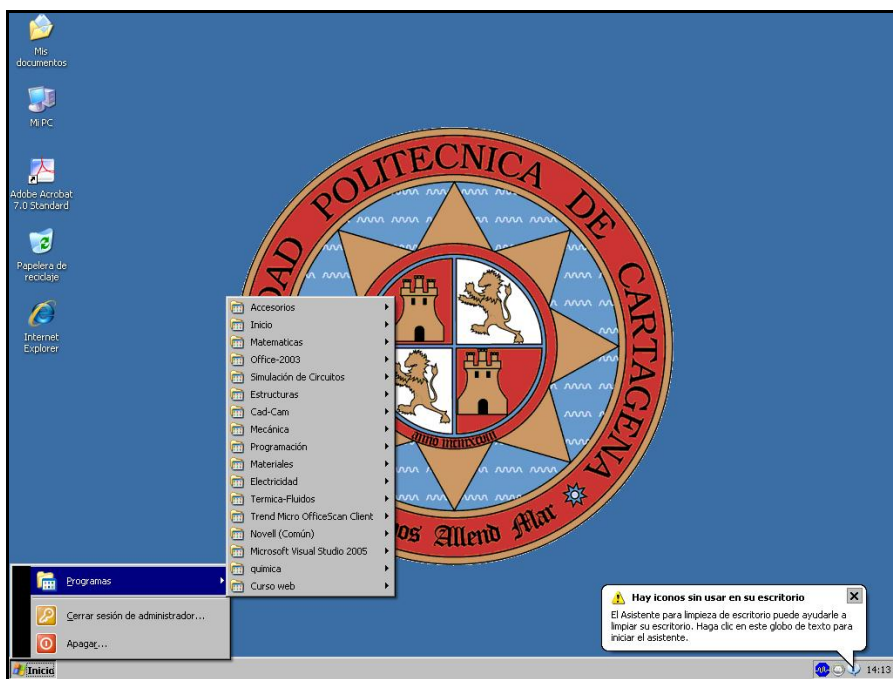 Mis
documentos
Mi PC
Adobe Acrobat
7.0 Standard
Papelera de
reciclaje
Internet
Explorer
DAD POLITECNICA DE CARTAGENA
anno mcmxcviii
os Allend Mar
Accesorios
Inicio
Matematicas
Office-2003
Simulación de Circuitos
Estructuras
Cad-Cam
Mecánica
Programación
Materiales
Electricidad
Termica-Fluidos
Trend Micro OfficeScan Client
Novell (Común)
Microsoft Visual Studio 2005
quimica
Curso web
Programas
Cerrar sesión de administrador...
Apagar...
Hay iconos sin usar en su escritorio
El Asistente para limpieza de escritorio puede ayudarle a
limpiar su escritorio. Haga clic en este globo de texto para
iniciar el asistente.
Inicio
14:13